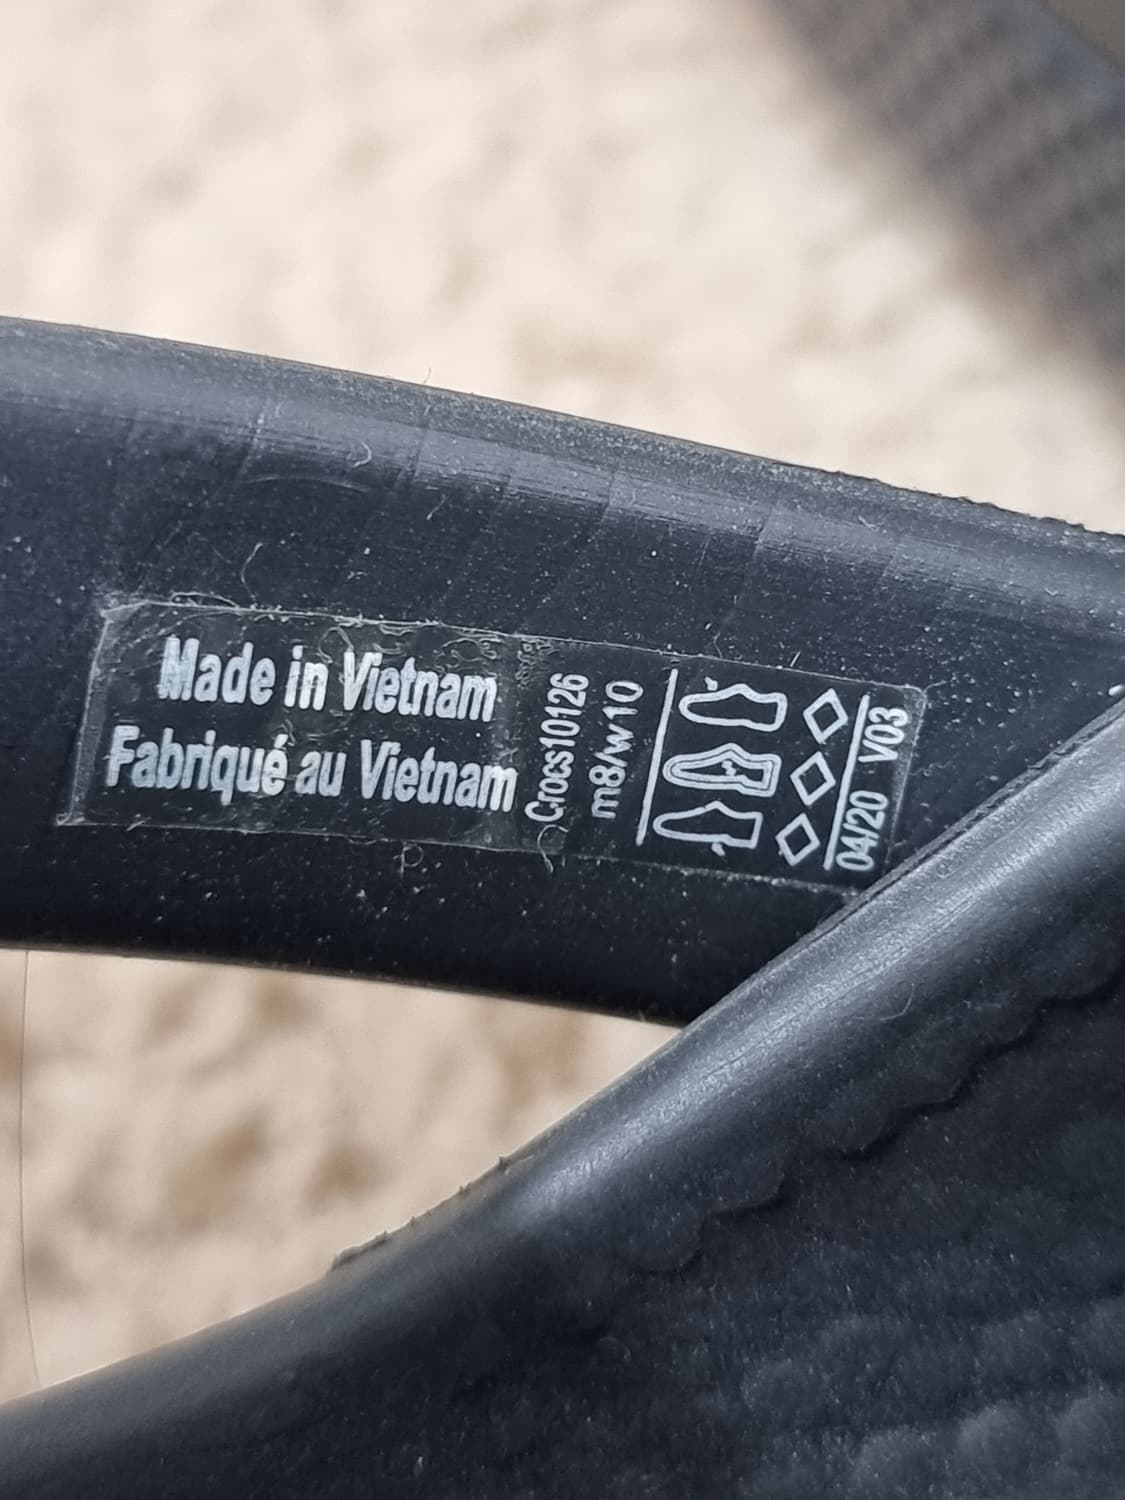 Made in Vietnam
Fabriqué au Vietnam
Crocs10126
m8/w10
04/20 V03